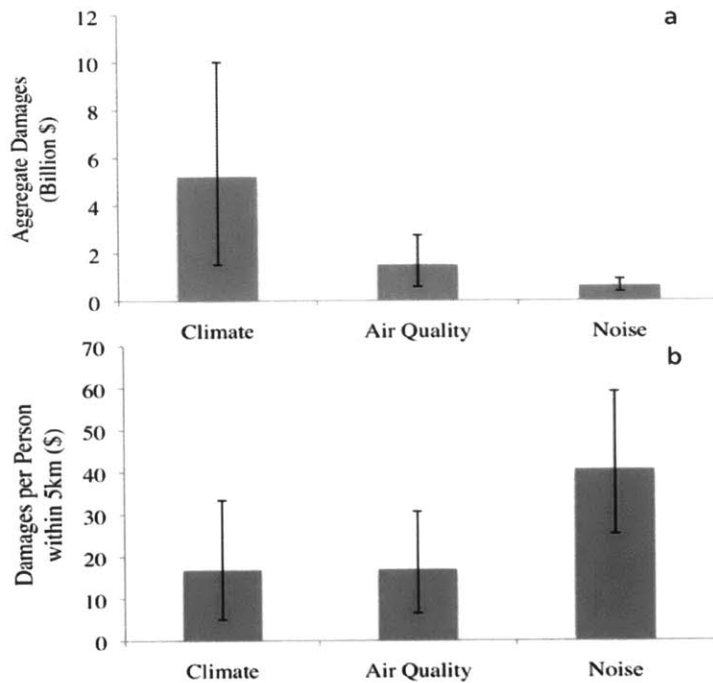 a
Aggregate Damages
(Billion $)
12
10
8
6
4
2
0
Climate Air Quality Noise
b
Damages per Person
within 5km ($)
70
60
50
40
30
20
10
0
Climate Air Quality Noise